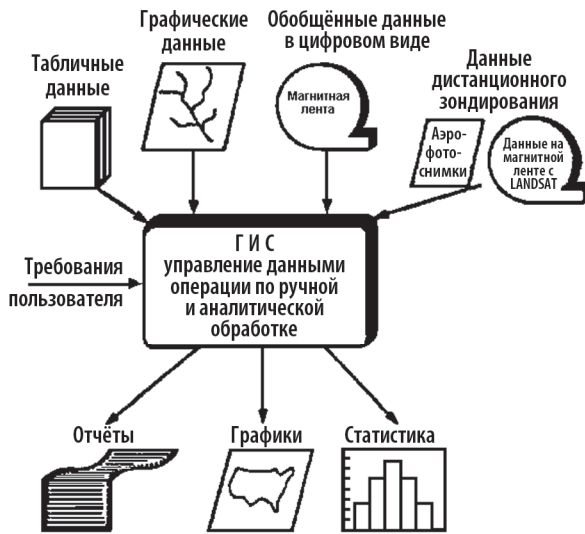 Табличные
данные
Графические
данные
Обобщённые данные
в цифровом виде
Магнитная
лента
Данные
дистанционного
зондирования
Аэро-
фото-
снимки
Данные на
магнитной
ленте с
LANDSAT
Требования
пользователя
Г И С
управление данными
операции по ручной
и аналитической
обработке
Отчёты
Графики
Статистика